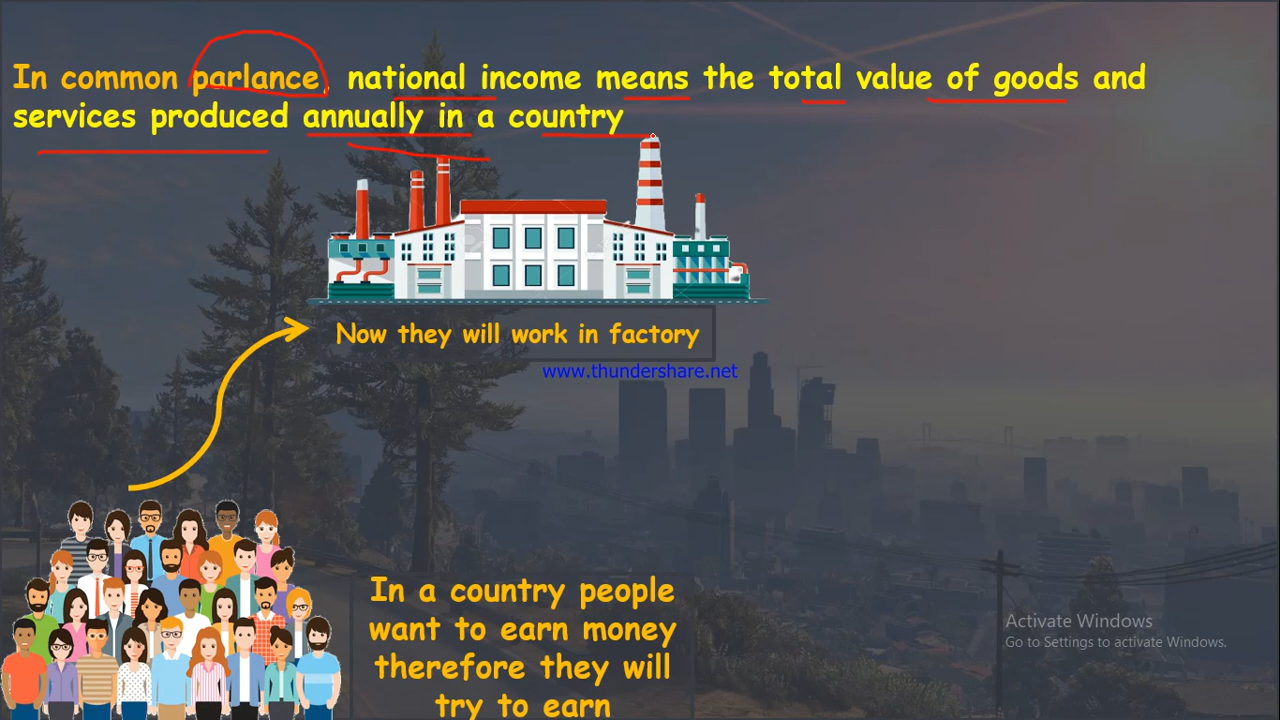 In common parlance, national income means the total value of goods and
services produced annually in a country
Now they will work in factory
www.thundershare.net
In a country people
want to earn money
therefore they will
try to earn
Activate Windows
Go to Settings to activate Windows.